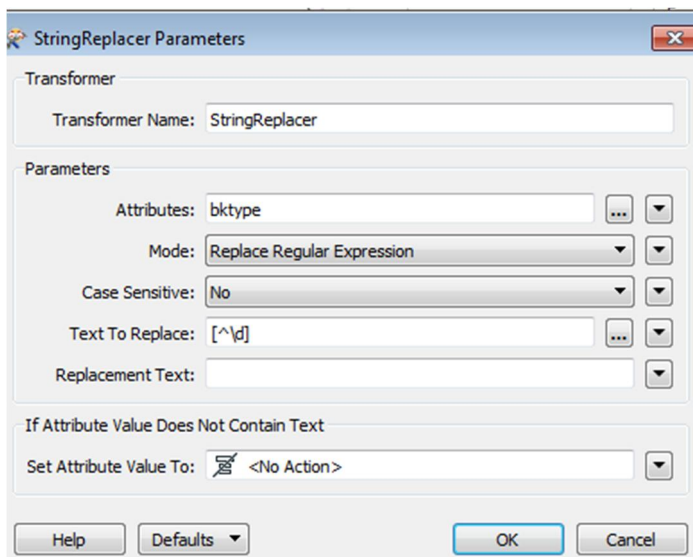 StringReplacer Parameters
Transformer
Transformer Name: StringReplacer
Parameters
Attributes: bktype ...
Mode: Replace Regular Expression
Case Sensitive: No
Text To Replace: [^\d] ...
Replacement Text:
If Attribute Value Does Not Contain Text
Set Attribute Value To: <No Action>
Help Defaults OK Cancel